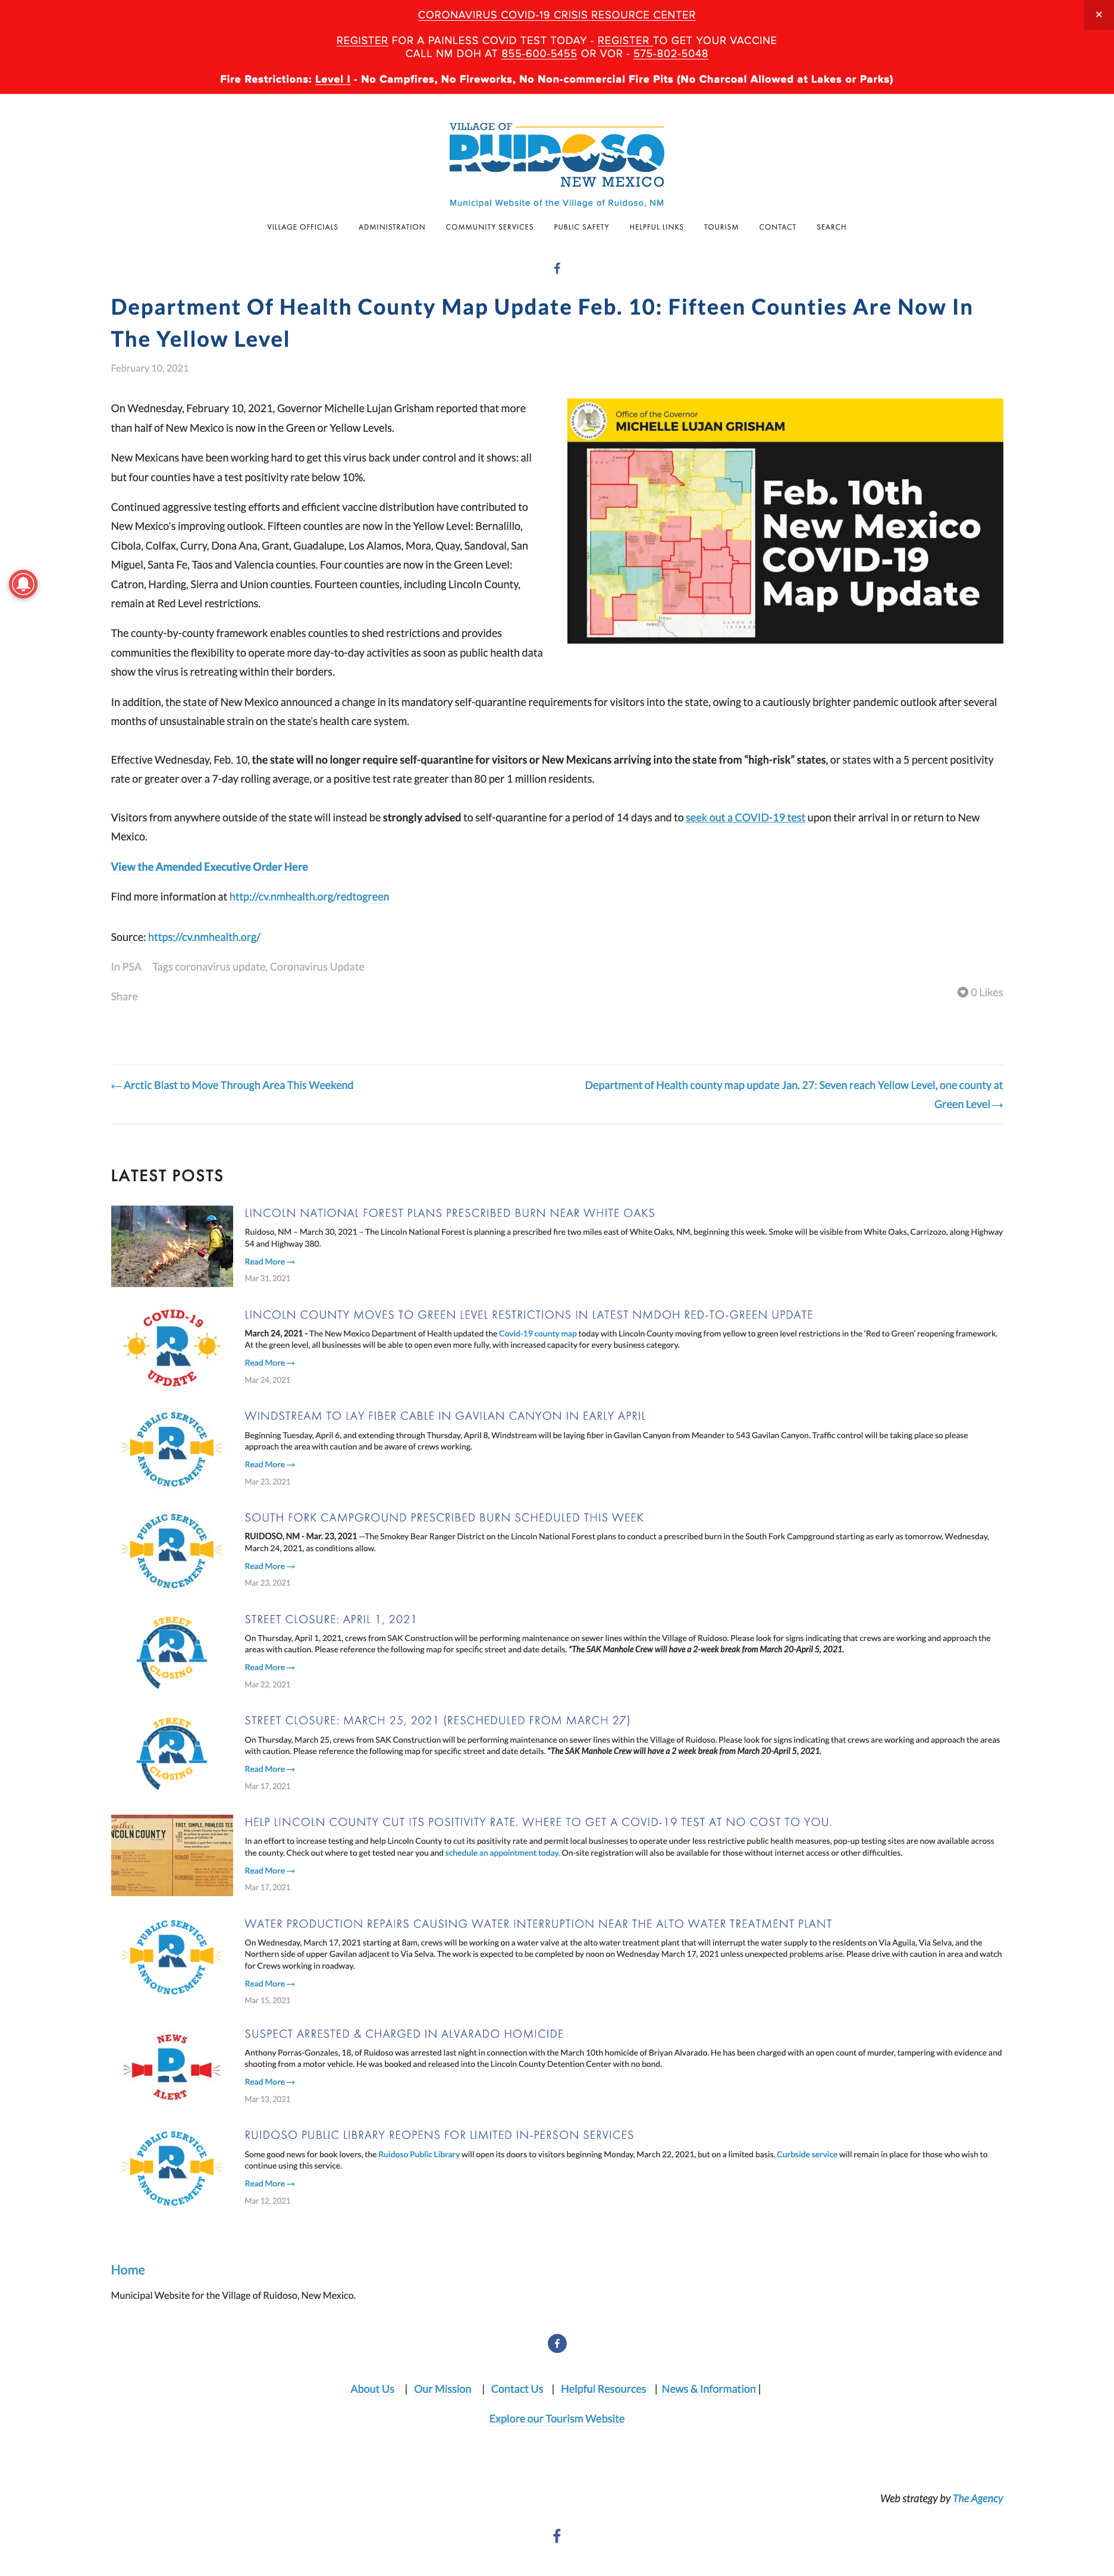 CORONAVIRUS COVID-19 CRISIS RESOURCE CENTER
×
REGISTER FOR A PAINLESS COVID TEST TODAY - REGISTER TO GET YOUR VACCINE
CALL NM DOH AT 855-600-5455 OR VOR - 575-802-5048
Fire Restrictions: Level I - No Campfires, No Fireworks, No Non-commercial Fire Pits (No Charcoal Allowed at Lakes or Parks)
VILLAGE OF
RUIDOSO
NEW MEXICO
Municipal Website of the Village of Ruidoso, NM
VILLAGE OFFICIALS ADMINISTRATION COMMUNITY SERVICES PUBLIC SAFETY HELPFUL LINKS TOURISM CONTACT SEARCH
Department Of Health County Map Update Feb. 10: Fifteen Counties Are Now In
The Yellow Level
February 10, 2021
On Wednesday, February 10, 2021, Governor Michelle Lujan Grisham reported that more
than half of New Mexico is now in the Green or Yellow Levels.
New Mexicans have been working hard to get this virus back under control and it shows: all
but four counties have a test positivity rate below 10%.
Continued aggressive testing efforts and efficient vaccine distribution have contributed to
New Mexico's improving outlook. Fifteen counties are now in the Yellow Level: Bernalillo,
Cibola, Colfax, Curry, Dona Ana, Grant, Guadalupe, Los Alamos, Mora, Quay, Sandoval, San
Miguel, Santa Fe, Taos and Valencia counties. Four counties are now in the Green Level:
Catron, Harding, Sierra and Union counties. Fourteen counties, including Lincoln County,
remain at Red Level restrictions.
The county-by-county framework enables counties to shed restrictions and provides
communities the flexibility to operate more day-to-day activities as soon as public health data
show the virus is retreating within their borders.
Office of the Governor
MICHELLE LUJAN GRISHAM
Feb. 10th
New Mexico
COVID-19
Map Update
In addition, the state of New Mexico announced a change in its mandatory self-quarantine requirements for visitors into the state, owing to a cautiously brighter pandemic outlook after several
months of unsustainable strain on the state's health care system.
Effective Wednesday, Feb. 10, the state will no longer require self-quarantine for visitors or New Mexicans arriving into the state from “high-risk” states, or states with a 5 percent positivity
rate or greater over a 7-day rolling average, or a positive test rate greater than 80 per 1 million residents.
Visitors from anywhere outside of the state will instead be strongly advised to self-quarantine for a period of 14 days and to seek out a COVID-19 test upon their arrival in or return to New
Mexico.
View the Amended Executive Order Here
Find more information at http://cv.nmhealth.org/redtogreen
Source: https://cv.nmhealth.org/
In PSA Tags coronavirus update, Coronavirus Update
Share
0 Likes
← Arctic Blast to Move Through Area This Weekend
Department of Health county map update Jan. 27: Seven reach Yellow Level, one county at
Green Level →
LATEST POSTS
LINCOLN NATIONAL FOREST PLANS PRESCRIBED BURN NEAR WHITE OAKS
Ruidoso, NM – March 30, 2021 – The Lincoln National Forest is planning a prescribed fire two miles east of White Oaks, NM, beginning this week. Smoke will be visible from White Oaks, Carrizozo, along Highway
54 and Highway 380.
Read More →
Mar 31, 2021
COVID-19
R
UPDATE
LINCOLN COUNTY MOVES TO GREEN LEVEL RESTRICTIONS IN LATEST NMDOH RED-TO-GREEN UPDATE
March 24, 2021 - The New Mexico Department of Health updated the Covid-19 county map today with Lincoln County moving from yellow to green level restrictions in the ‘Red to Green’ reopening framework.
At the green level, all businesses will be able to open even more fully, with increased capacity for every business category.
Read More →
Mar 24, 2021
PUBLIC SERVICE
R
ANNOUNCEMENT
WINDSTREAM TO LAY FIBER CABLE IN GAVILAN CANYON IN EARLY APRIL
Beginning Tuesday, April 6, and extending through Thursday, April 8, Windstream will be laying fiber in Gavilan Canyon from Meander to 543 Gavilan Canyon. Traffic control will be taking place so please
approach the area with caution and be aware of crews working.
Read More →
Mar 23, 2021
PUBLIC SERVICE
R
ANNOUNCEMENT
SOUTH FORK CAMPGROUND PRESCRIBED BURN SCHEDULED THIS WEEK
RUIDOSO, NM - Mar. 23, 2021 —The Smokey Bear Ranger District on the Lincoln National Forest plans to conduct a prescribed burn in the South Fork Campground starting as early as tomorrow, Wednesday,
March 24, 2021, as conditions allow.
Read More →
Mar 23, 2021
STREET
R
CLOSING
STREET CLOSURE: APRIL 1, 2021
On Thursday, April 1, 2021, crews from SAK Construction will be performing maintenance on sewer lines within the Village of Ruidoso. Please look for signs indicating that crews are working and approach the
areas with caution. Please reference the following map for specific street and date details. *The SAK Manhole Crew will have a 2-week break from March 20-April 5, 2021.
Read More →
Mar 22, 2021
STREET
R
CLOSING
STREET CLOSURE: MARCH 25, 2021 (RESCHEDULED FROM MARCH 27)
On Thursday, March 25, crews from SAK Construction will be performing maintenance on sewer lines within the Village of Ruidoso. Please look for signs indicating that crews are working and approach the areas
with caution. Please reference the following map for specific street and date details. *The SAK Manhole Crew will have a 2 week break from March 20-April 5, 2021.
Read More →
Mar 17, 2021
NCOLN COUNTY
FAST, SIMPLE, PAINLESS TES
HELP LINCOLN COUNTY CUT ITS POSITIVITY RATE. WHERE TO GET A COVID-19 TEST AT NO COST TO YOU.
In an effort to increase testing and help Lincoln County to cut its positivity rate and permit local businesses to operate under less restrictive public health measures, pop-up testing sites are now available across
the county. Check out where to get tested near you and schedule an appointment today. On-site registration will also be available for those without internet access or other difficulties.
Read More →
Mar 17, 2021
PUBLIC SERVICE
R
ANNOUNCEMENT
WATER PRODUCTION REPAIRS CAUSING WATER INTERRUPTION NEAR THE ALTO WATER TREATMENT PLANT
On Wednesday, March 17, 2021 starting at 8am, crews will be working on a water valve at the alto water treatment plant that will interrupt the water supply to the residents on Via Aguila, Via Selva, and the
Northern side of upper Gavilan adjacent to Via Selva. The work is expected to be completed by noon on Wednesday March 17, 2021 unless unexpected problems arise. Please drive with caution in area and watch
for Crews working in roadway.
Read More →
Mar 15, 2021
NEWS
R
ALERT
SUSPECT ARRESTED & CHARGED IN ALVARADO HOMICIDE
Anthony Porras-Gonzales, 18, of Ruidoso was arrested last night in connection with the March 10th homicide of Briyan Alvarado. He has been charged with an open count of murder, tampering with evidence and
shooting from a motor vehicle. He was booked and released into the Lincoln County Detention Center with no bond.
Read More →
Mar 13, 2021
PUBLIC SERVICE
R
ANNOUNCEMENT
RUIDOSO PUBLIC LIBRARY REOPENS FOR LIMITED IN-PERSON SERVICES
Some good news for book lovers, the Ruidoso Public Library will open its doors to visitors beginning Monday, March 22, 2021, but on a limited basis. Curbside service will remain in place for those who wish to
continue using this service.
Read More →
Mar 12, 2021
Home
Municipal Website for the Village of Ruidoso, New Mexico.
About Us | Our Mission | Contact Us | Helpful Resources | News & Information |
Explore our Tourism Website
Web strategy by The Agency